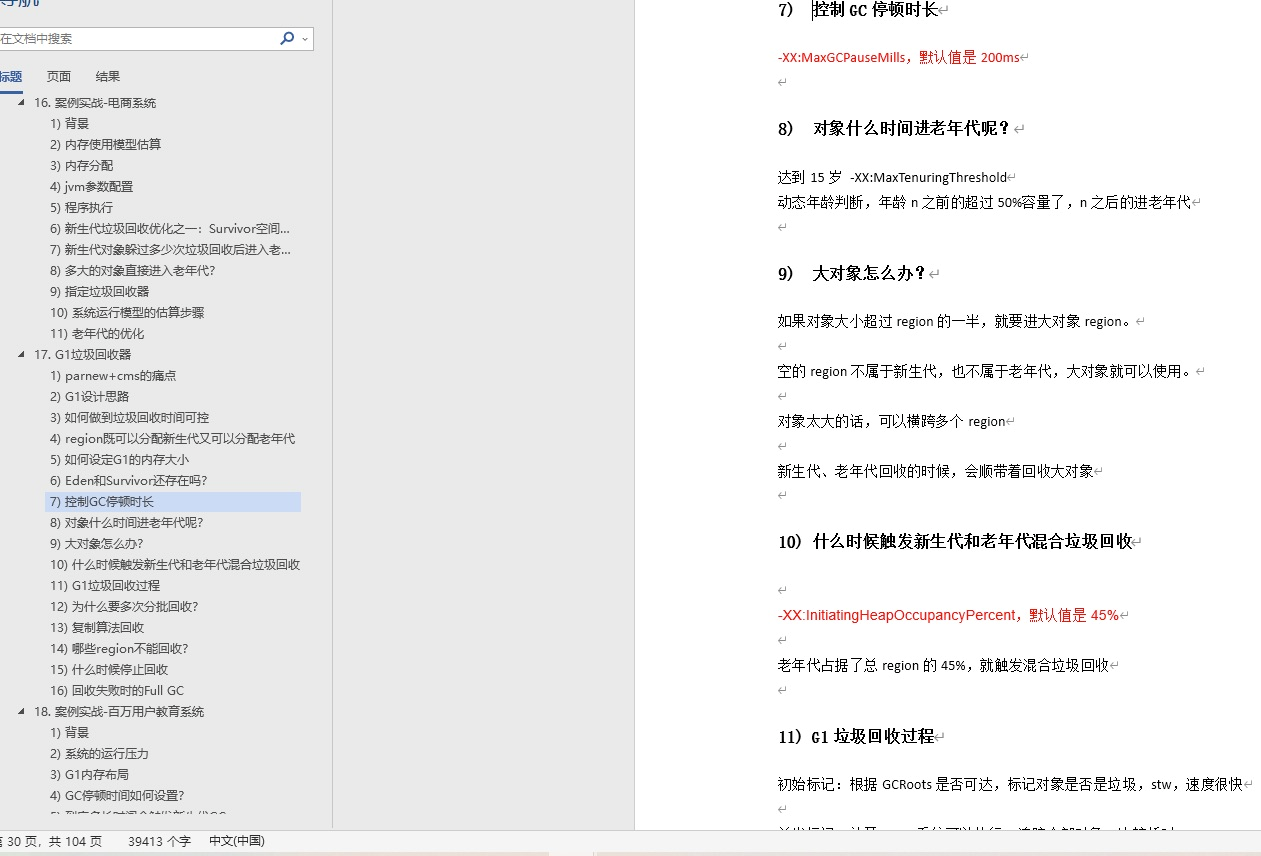 在文档中搜索
标题 页面 结果
16. 案例实战-电商系统
1) 背景
2) 内存使用模型估算
3) 内存分配
4) jvm参数配置
5) 程序执行
6) 新生代垃圾回收优化之一：Survivor空间...
7) 新生代对象躲过多少次垃圾回收后进入老...
8) 多大的对象直接进入老年代?
9) 指定垃圾回收器
10) 系统运行模型的估算步骤
11) 老年代的优化
17. G1垃圾回收器
1) parnew+cms的痛点
2) G1设计思路
3) 如何做到垃圾回收时间可控
4) region既可以分配新生代又可以分配老年代
5) 如何设定G1的内存大小
6) Eden和Survivor还存在吗?
7) 控制GC停顿时长
8) 对象什么时间进老年代呢?
9) 大对象怎么办?
10) 什么时候触发新生代和老年代混合垃圾回收
11) G1垃圾回收过程
12) 为什么要多次分批回收?
13) 复制算法回收
14) 哪些region不能回收?
15) 什么时候停止回收
16) 回收失败时的Full GC
18. 案例实战-百万用户教育系统
1) 背景
2) 系统的运行压力
3) G1内存布局
4) GC停顿时间如何设置?
7) 控制 GC 停顿时长
-XX:MaxGCPauseMills，默认值是 200ms
8) 对象什么时间进老年代呢？
达到 15 岁 -XX:MaxTenuringThreshold
动态年龄判断，年龄 n 之前的超过 50%容量了，n 之后的进老年代
9) 大对象怎么办？
如果对象大小超过 region 的一半，就要进大对象 region。
空的 region 不属于新生代，也不属于老年代，大对象就可以使用。
对象太大的话，可以横跨多个 region
新生代、老年代回收的时候，会顺带着回收大对象
10) 什么时候触发新生代和老年代混合垃圾回收
-XX:InitiatingHeapOccupancyPercent，默认值是 45%
老年代占据了总 region 的 45%，就触发混合垃圾回收
11) G1 垃圾回收过程
初始标记：根据 GCRoots 是否可达，标记对象是否是垃圾，stw，速度很快
第 30 页，共 104 页 39413 个字 中文(中国)